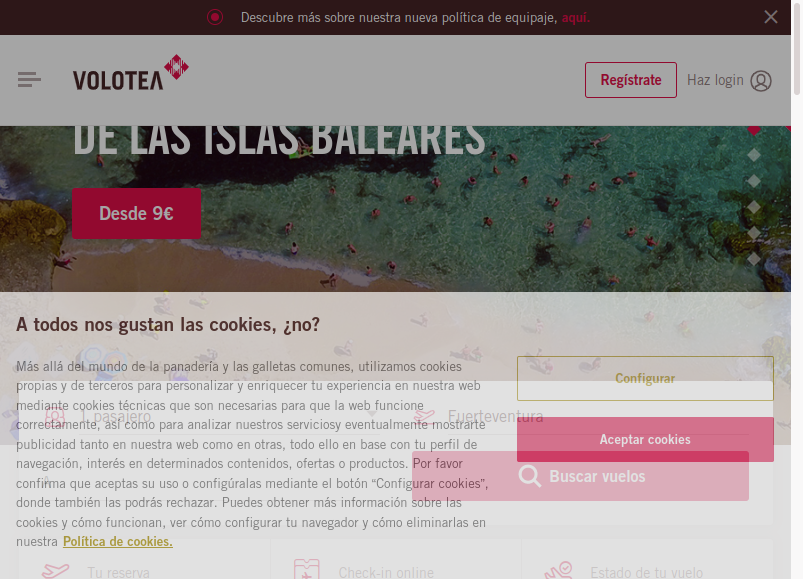 Descubre más sobre nuestra nueva política de equipaje, aquí.
VOLOTEA
Regístrate
Haz login
DE LAS ISLAS BALEARES
Desde 9€
A todos nos gustan las cookies, ¿no?
Más allá del mundo de la panadería y las galletas comunes, utilizamos cookies
propias y de terceros para personalizar y enriquecer tu experiencia en nuestra web
mediante cookies técnicas que son necesarias para que la web funcione
correctamente, así como para analizar nuestros serviciosy eventualmente mostrarte
publicidad tanto en nuestra web como en otras, todo ello en base con tu perfil de
navegación, interés en determinados contenidos, ofertas o productos. Por favor
confirma que aceptas su uso o configúralas mediante el botón “Configurar cookies”,
donde también las podrás rechazar. Puedes obtener más información sobre las
cookies y cómo funcionan, ver cómo configurar tu navegador y cómo eliminarlas en
nuestra Política de cookies.
Configurar
Aceptar cookies
1 pasajero
Fuerteventura
Buscar vuelos
Tu reserva
Check-in online
Estado de tu vuelo